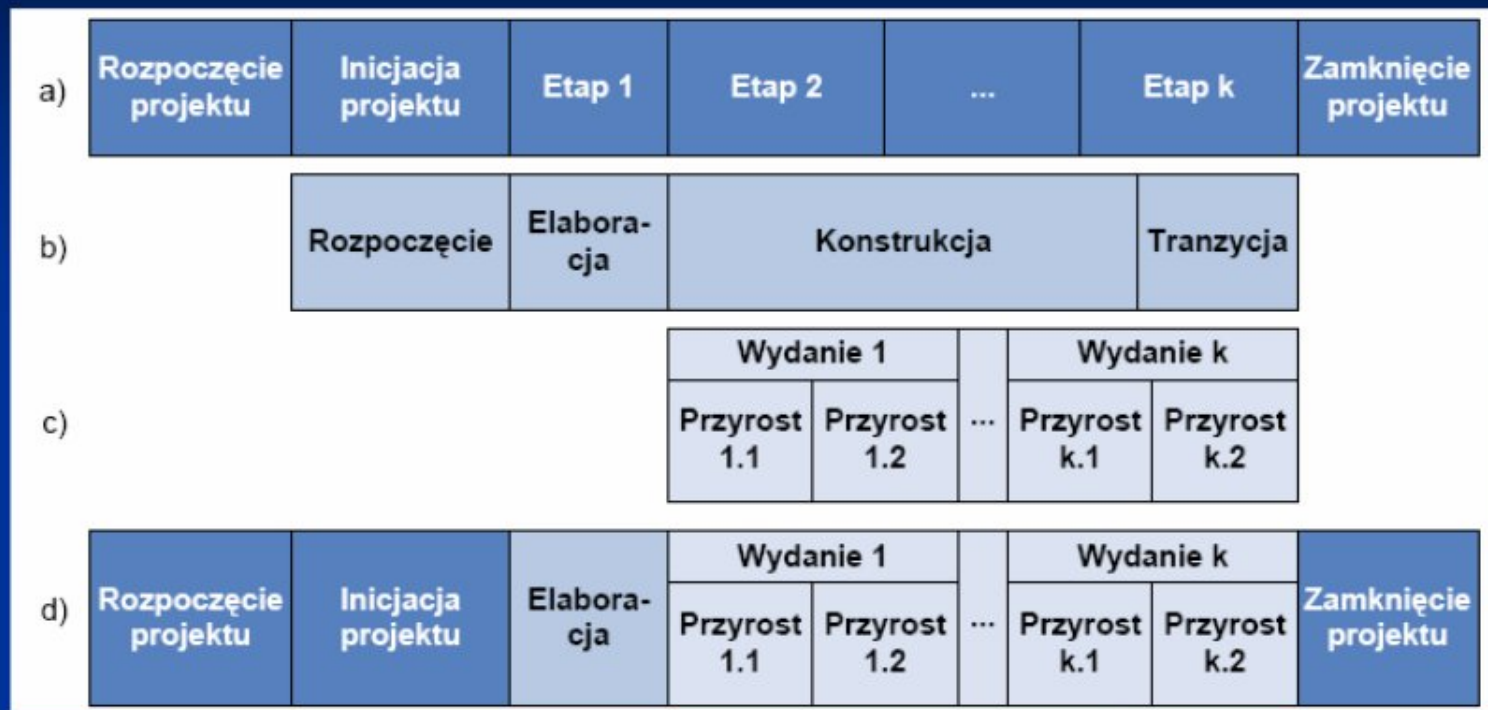 a)
Rozpoczęcie
projektu
Inicjacja
projektu
Etap 1
Etap 2
...
Etap k
Zamknięcie
projektu
b)
Rozpoczęcie
Elabora-
cja
Konstrukcja
Tranzycja
c)
Wydanie 1
Przyrost
1.1
Przyrost
1.2
...
Wydanie k
Przyrost
k.1
Przyrost
k.2
d)
Rozpoczęcie
projektu
Inicjacja
projektu
Elabora-
cja
Wydanie 1
Przyrost
1.1
Przyrost
1.2
...
Wydanie k
Przyrost
k.1
Przyrost
k.2
Zamknięcie
projektu